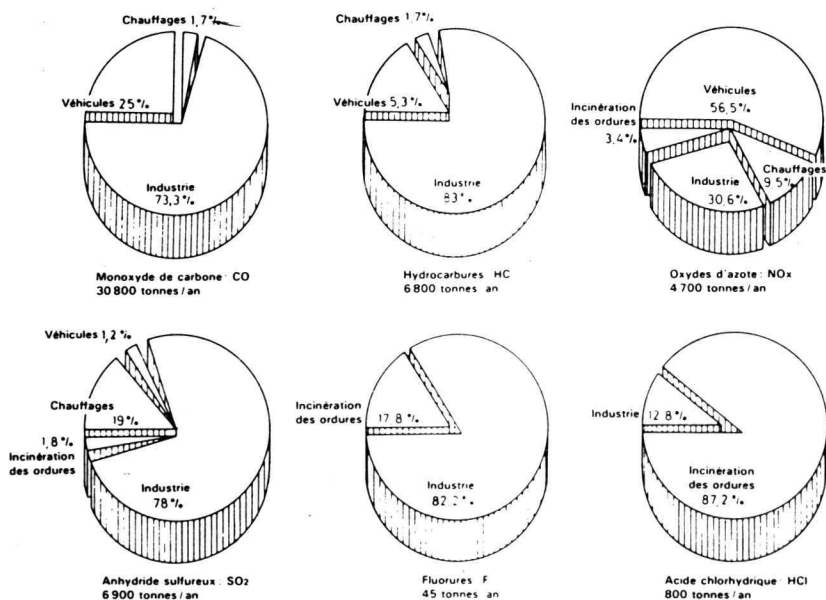 Chauffages 1,7%
Véhicules 25%
Industrie
73,3%
Monoxyde de carbone: CO
30 800 tonnes/an
Chauffages 1,7%
Véhicules 5,3%
Industrie
83%
Hydrocarbures HC
6 800 tonnes an
Véhicules
56,5%
Incinération
des ordures
3,4%
Chauffages
9,5%
Industrie
30,6%
Oxydes d'azote: NOx
4 700 tonnes/an
Véhicules 1,2%
Chauffages
19%
1,8%
Incinération
des ordures
Industrie
78%
Anhydride sulfureux: SO2
6 900 tonnes/an
Incinération
des ordures
17.8%
Industrie
82,2%
Fluorures F
45 tonnes an
Industrie
12.8%
Incinération des
ordures
87,2%
Acide chlorhydrique: HCl
800 tonnes/an